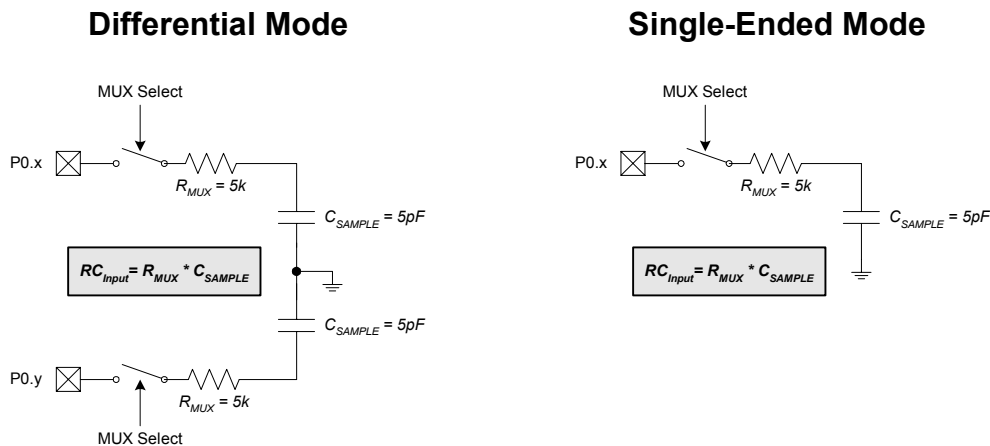 Differential Mode
MUX Select
P0.x
R_MUX = 5k
C_SAMPLE = 5pF
RC_Input= R_MUX * C_SAMPLE
C_SAMPLE = 5pF
P0.y
R_MUX = 5k
MUX Select
Single-Ended Mode
MUX Select
P0.x
R_MUX = 5k
C_SAMPLE = 5pF
RC_Input= R_MUX * C_SAMPLE